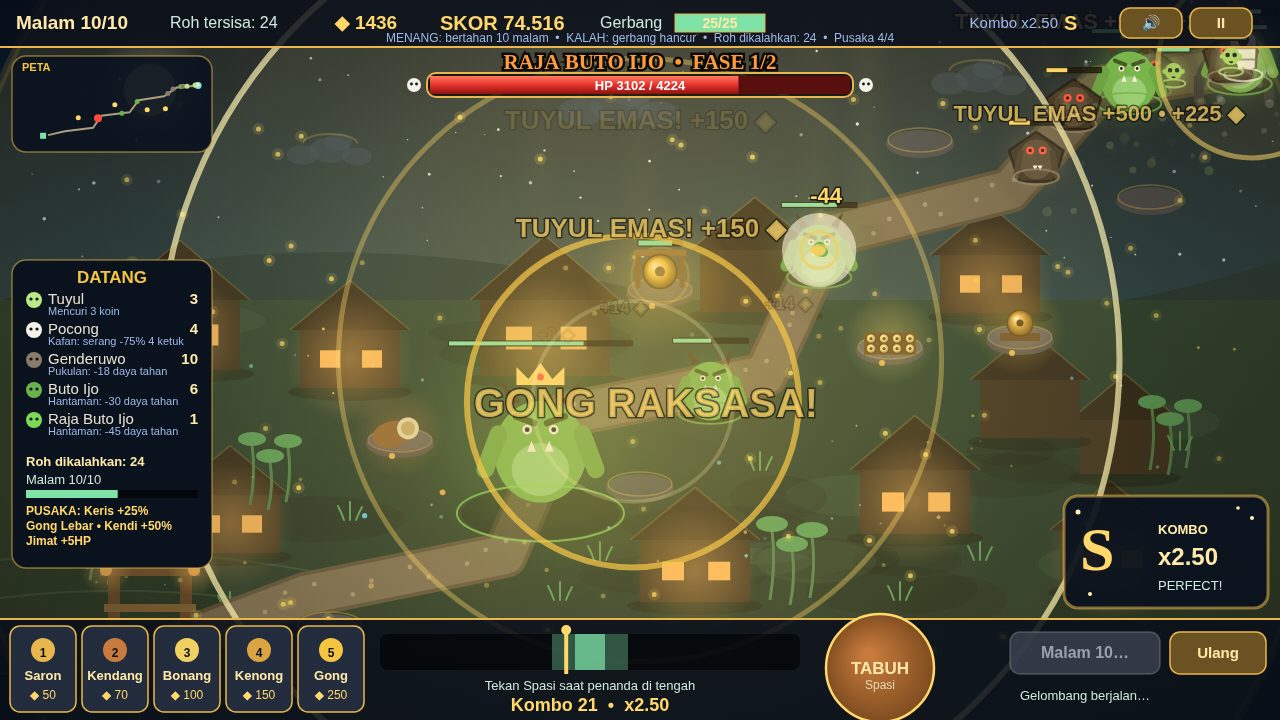 Malam 10/10
Roh tersisa: 24
◆ 1436
SKOR 74.516
Gerbang
25/25
Kombo x2.50 S
🔊
⏸
MENANG: bertahan 10 malam • KALAH: gerbang hancur • Roh dikalahkan: 24 • Pusaka 4/4
PETA
RAJA BUTO IJO • FASE 1/2
HP 3102 / 4224
TUYUL EMAS! +150 ◆
TUYUL EMAS +500 • +225 ◆
-44
TUYUL EMAS! +150 ◆
+14 ◆
+14 ◆
GONG RAKSASA!
DATANG
Tuyul 3
Mencuri 3 koin
Pocong 4
Kafan: serang -75% 4 ketuk
Genderuwo 10
Pukulan: -18 daya tahan
Buto Ijo 6
Hantaman: -30 daya tahan
Raja Buto Ijo 1
Hantaman: -45 daya tahan
Roh dikalahkan: 24
Malam 10/10
PUSAKA: Keris +25%
Gong Lebar • Kendi +50%
Jimat +5HP
S
KOMBO
x2.50
PERFECT!
1
Saron
◆ 50
2
Kendang
◆ 70
3
Bonang
◆ 100
4
Kenong
◆ 150
5
Gong
◆ 250
Tekan Spasi saat penanda di tengah
Kombo 21 • x2.50
TABUH
Spasi
Malam 10…
Ulang
Gelombang berjalan…